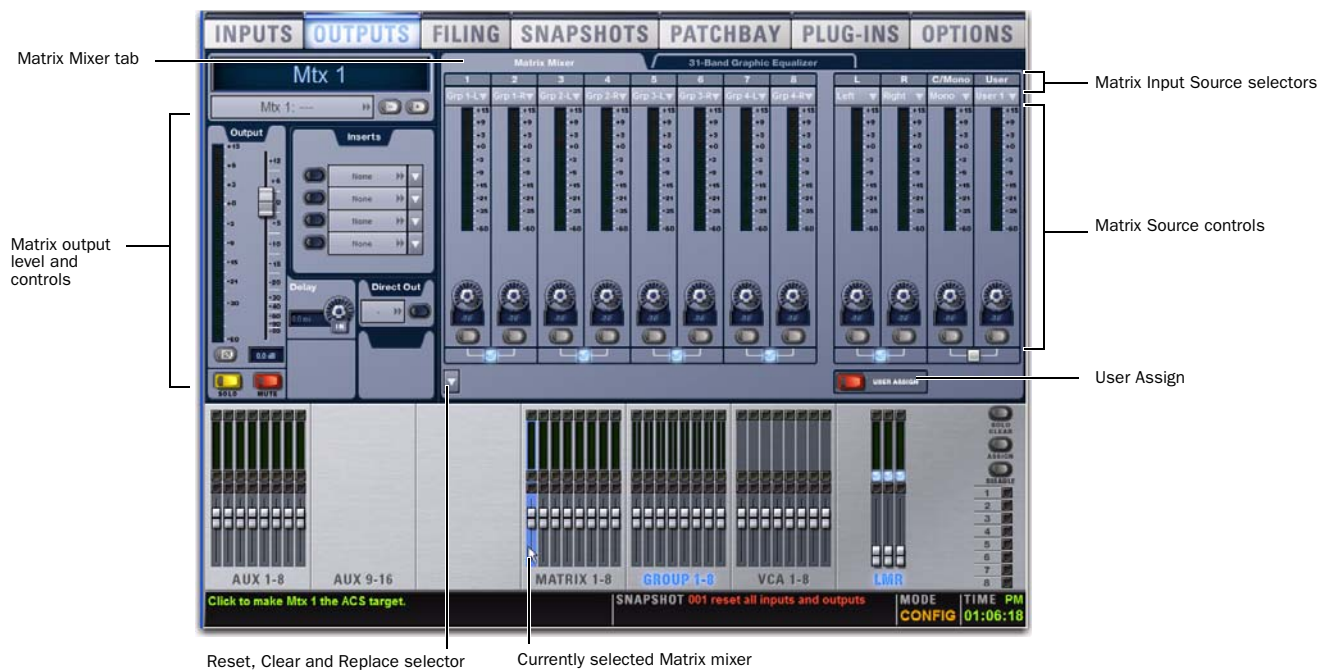 INPUTS OUTPUTS FILING SNAPSHOTS PATCHBAY PLUG-INS OPTIONS
Matrix Mixer tab
Mtx 1
Matrix Mixer
31-Band Graphic Equalizer
1 2 3 4 5 6 7 8 L R C/Mono User
Matrix Input Source selectors
Mtx 1: ---
Grp 1-L Grp 1-R Grp 2-L Grp 2-R Grp 3-L Grp 3-R Grp 4-L Grp 4-R Left Right Mono User 1
Output
Inserts
None
None
None
None
Matrix Source controls
Matrix output
level and
controls
Delay
Direct Out
0.0 ms
IN
0.0 dB
SOLO MUTE
USER ASSIGN
User Assign
SOLO
CLEAR
ASSIGN
DISABLE
1
2
3
4
5
6
7
8
AUX 1-8 AUX 9-16 MATRIX 1-8 GROUP 1-8 VCA 1-8 LMR
Click to make Mtx 1 the ACS target.
SNAPSHOT 001 reset all inputs and outputs
MODE
CONFIG
TIME PM
01:06:18
Reset, Clear and Replace selector
Currently selected Matrix mixer